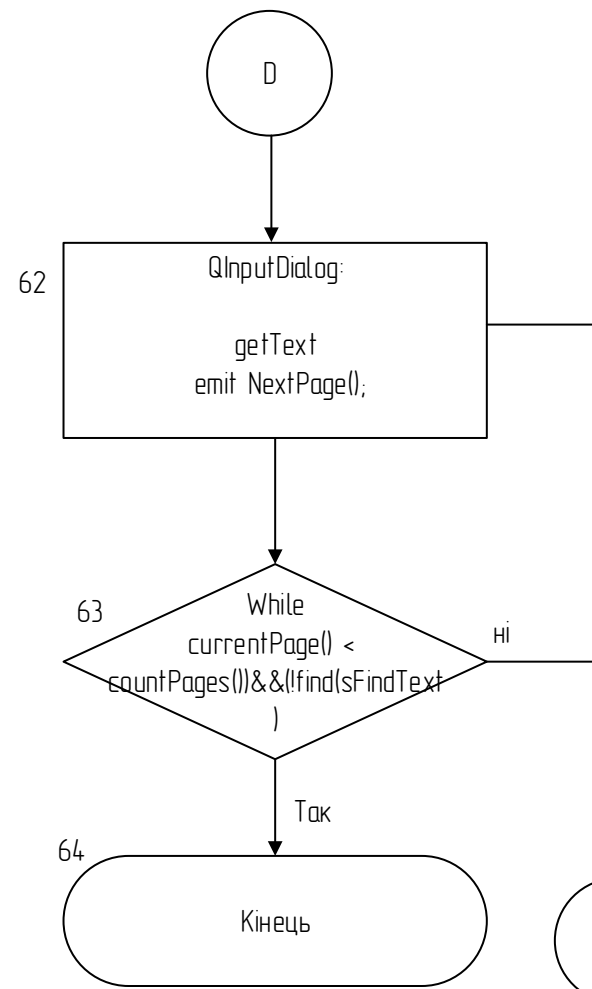 D
62
QInputDialog:
getText
emit NextPage();
63
While
currentPage() <
countPages())&&(!find(sFindText
)
ні
Так
64
Кінець